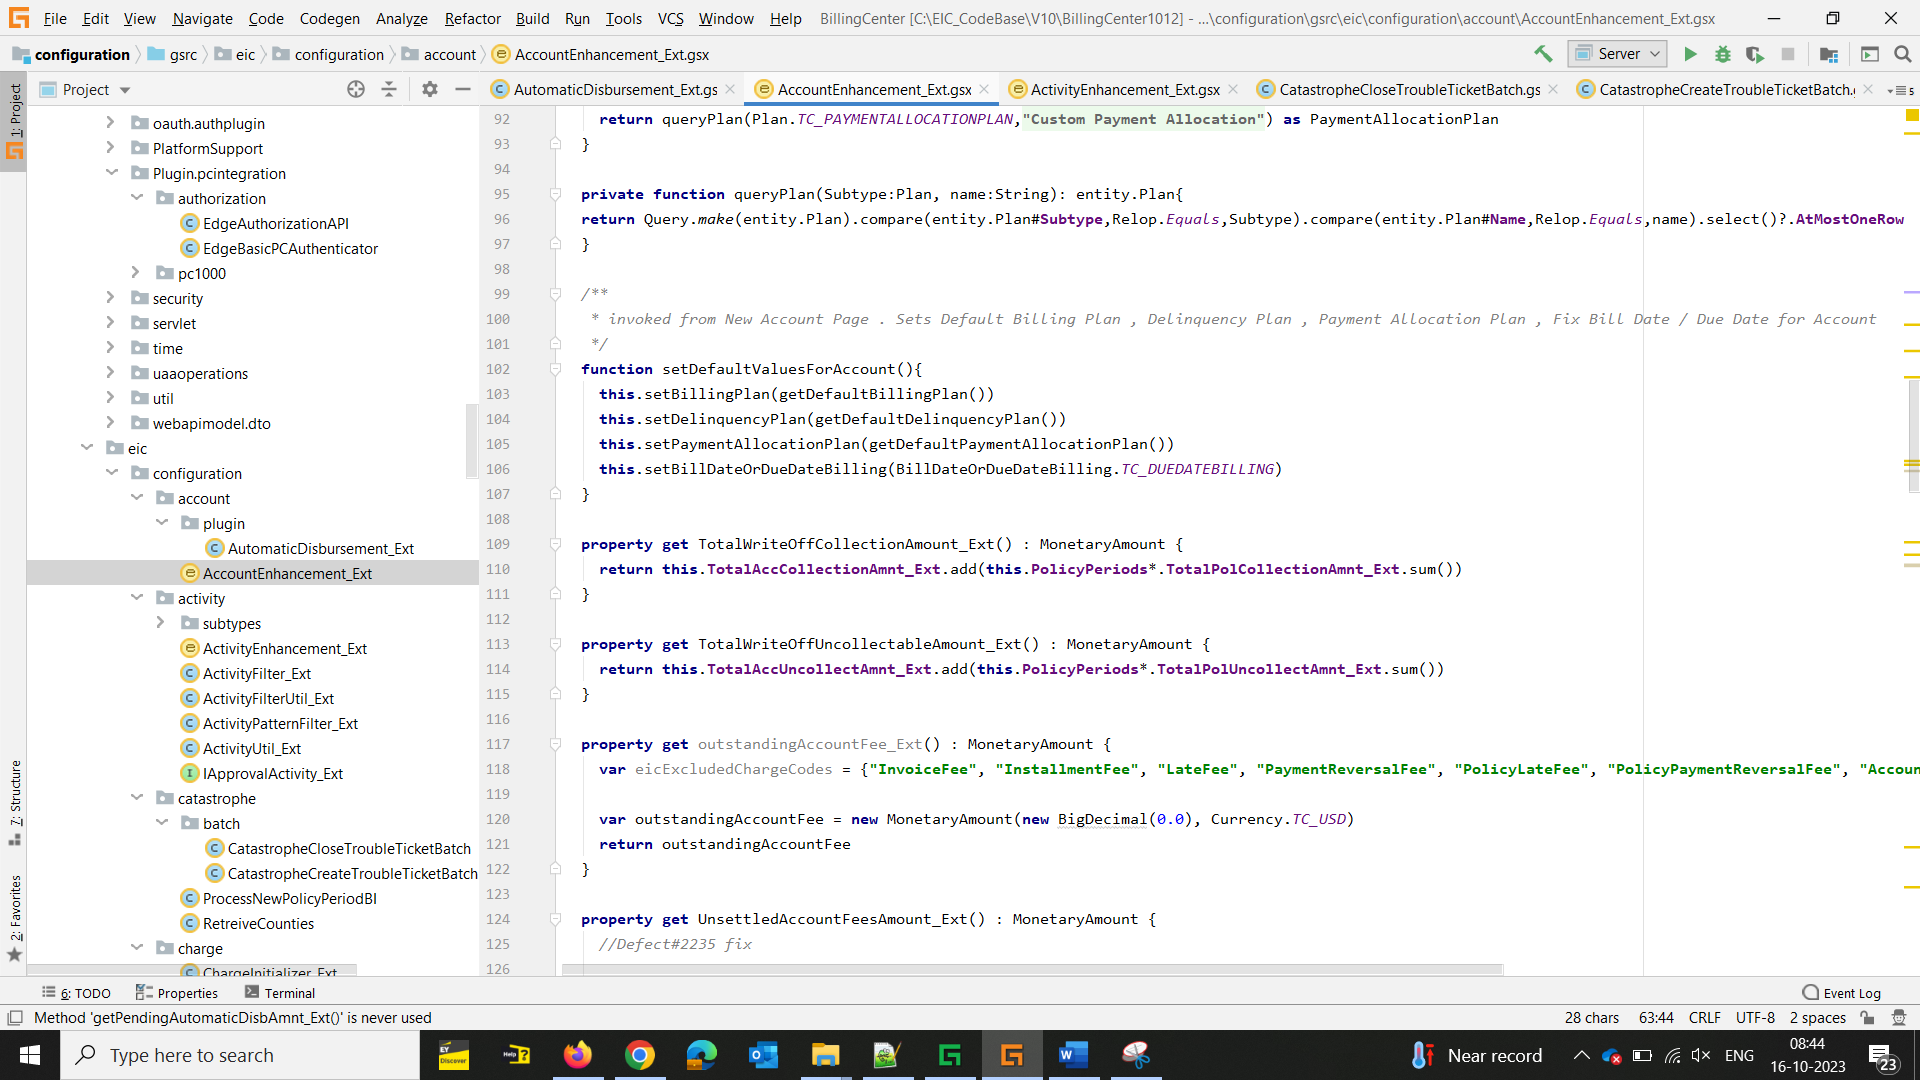 File Edit View Navigate Code Codegen Analyze Refactor Build Run Tools VCS Window Help BillingCenter [C:\EIC_CodeBase\V10\BillingCenter1012] - ...\configuration\gsrc\eic\configuration\account\AccountEnhancement_Ext.gsx
configuration gsrc eic configuration account AccountEnhancement_Ext.gsx
Server
1: Project
7: Structure
2: Favorites
Project
AutomaticDisbursement_Ext.gs AccountEnhancement_Ext.gsx ActivityEnhancement_Ext.gsx CatastropheCloseTroubleTicketBatch.gs CatastropheCreateTroubleTicketBatch. 5
oauth.authplugin
PlatformSupport
Plugin.pcintegration
authorization
EdgeAuthorizationAPI
EdgeBasicPCAuthenticator
pc1000
security
servlet
time
uaaoperations
util
webapimodel.dto
eic
configuration
account
plugin
AutomaticDisbursement_Ext
AccountEnhancement_Ext
activity
subtypes
ActivityEnhancement_Ext
ActivityFilter_Ext
ActivityFilterUtil_Ext
ActivityPatternFilter_Ext
ActivityUtil_Ext
IApprovalActivity_Ext
catastrophe
batch
CatastropheCloseTroubleTicketBatch
CatastropheCreateTroubleTicketBatch
ProcessNewPolicyPeriodBI
RetreiveCounties
charge
ChargeInitializer_Ext
92 return queryPlan(Plan.TC_PAYMENTALLOCATIONPLAN,"Custom Payment Allocation") as PaymentAllocationPlan
93 }
94
95 private function queryPlan(Subtype:Plan, name:String): entity.Plan{
96 return Query.make(entity.Plan).compare(entity.Plan#Subtype,Relop.Equals,Subtype).compare(entity.Plan#Name,Relop.Equals,name).select()?.AtMostOneRow
97 }
98
99 /**
100 * invoked from New Account Page . Sets Default Billing Plan , Delinquency Plan , Payment Allocation Plan , Fix Bill Date / Due Date for Account
101 */
102 function setDefaultValuesForAccount(){
103 this.setBillingPlan(getDefaultBillingPlan())
104 this.setDelinquencyPlan(getDefaultDelinquencyPlan())
105 this.setPaymentAllocationPlan(getDefaultPaymentAllocationPlan())
106 this.setBillDateOrDueDateBilling(BillDateOrDueDateBilling.TC_DUEDATEBILLING)
107 }
108
109 property get TotalWriteOffCollectionAmount_Ext() : MonetaryAmount {
110 return this.TotalAccCollectionAmnt_Ext.add(this.PolicyPeriods*.TotalPolCollectionAmnt_Ext.sum())
111 }
112
113 property get TotalWriteOffUncollectableAmount_Ext() : MonetaryAmount {
114 return this.TotalAccUncollectAmnt_Ext.add(this.PolicyPeriods*.TotalPolUncollectAmnt_Ext.sum())
115 }
116
117 property get outstandingAccountFee_Ext() : MonetaryAmount {
118 var eicExcludedChargeCodes = {"InvoiceFee", "InstallmentFee", "LateFee", "PaymentReversalFee", "PolicyLateFee", "PolicyPaymentReversalFee", "Accoun
119
120 var outstandingAccountFee = new MonetaryAmount(new BigDecimal(0.0), Currency.TC_USD)
121 return outstandingAccountFee
122 }
123
124 property get UnsettledAccountFeesAmount_Ext() : MonetaryAmount {
125 //Defect#2235 fix
126
6: TODO Properties Terminal Event Log
Method 'getPendingAutomaticDisbAmnt_Ext()' is never used 28 chars 63:44 CRLF UTF-8 2 spaces
Type here to search EY Discover Help ? Near record ENG 08:44 16-10-2023 23